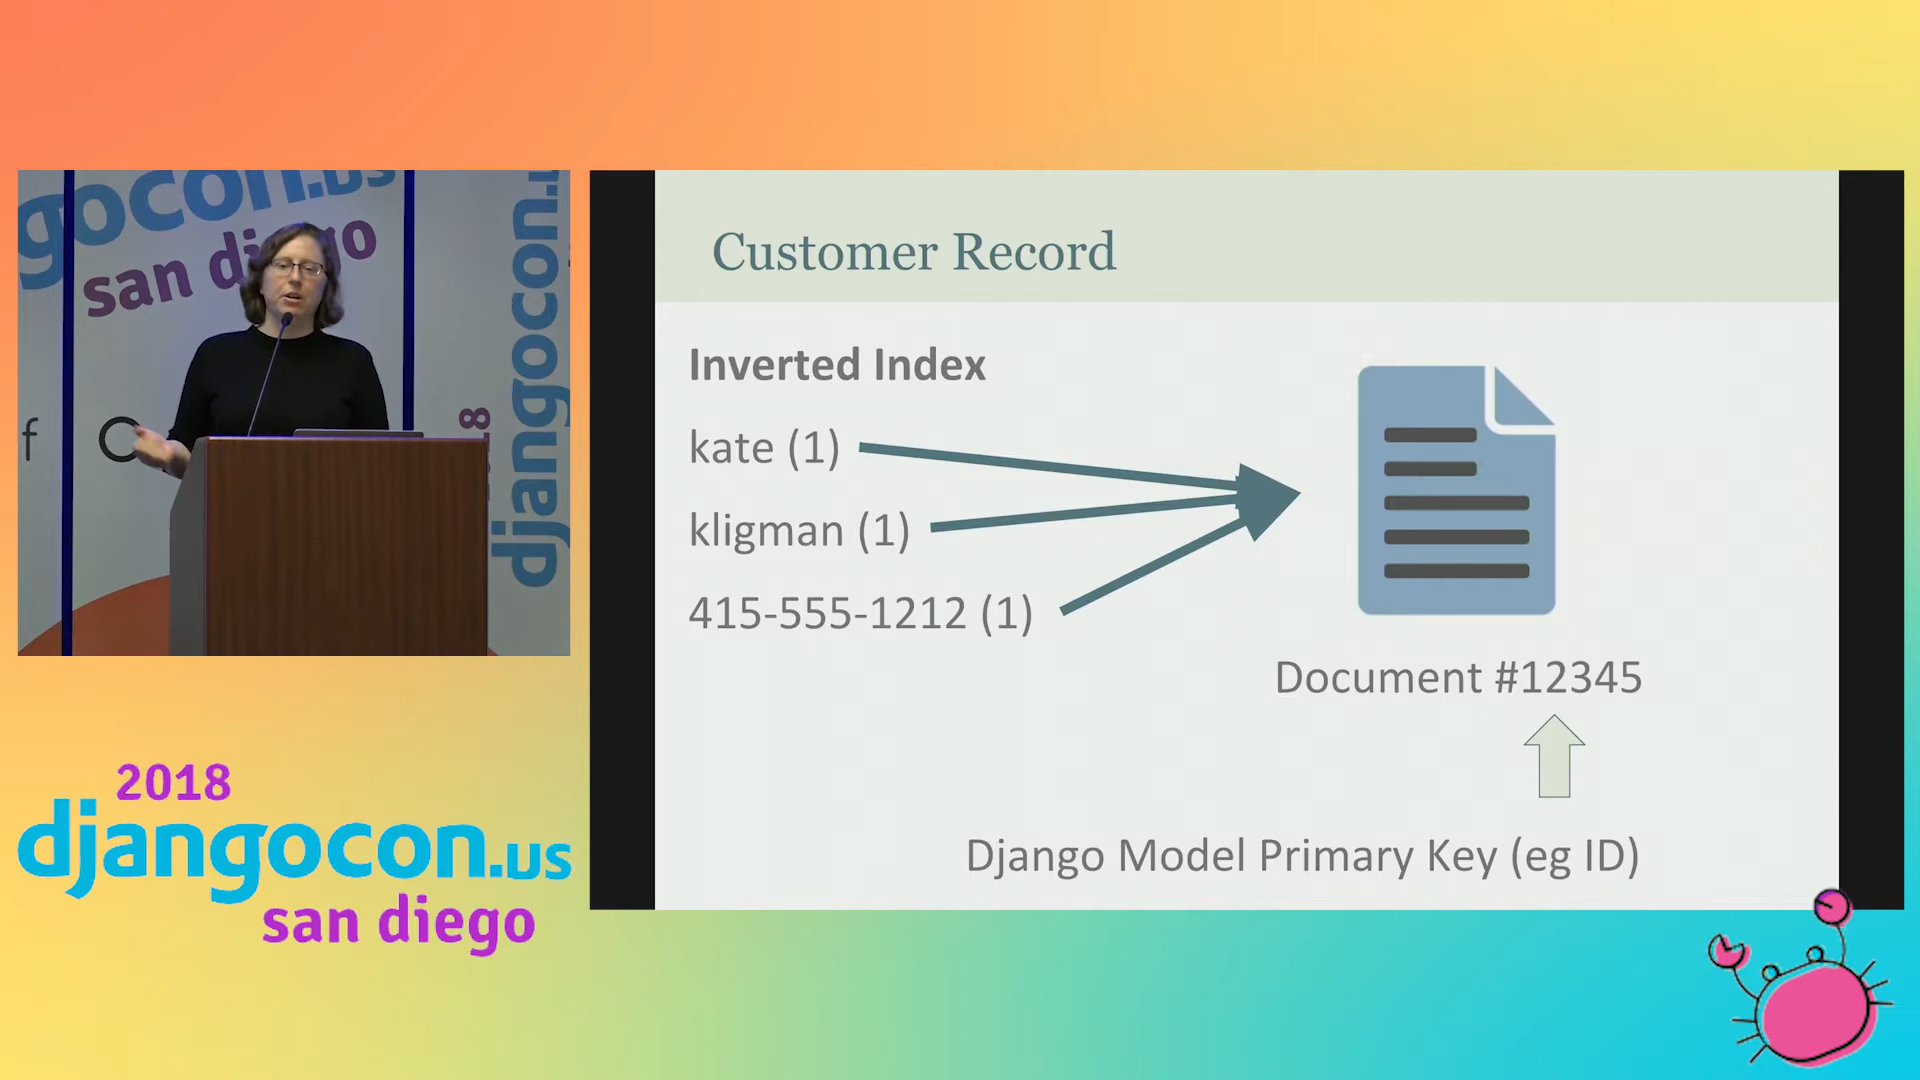 gocon.us
san diego
djangocon.u
18
f
Customer Record
Inverted Index
kate (1)
kligman (1)
415-555-1212 (1)
Document #12345
Django Model Primary Key (eg ID)
2018
djangocon.us
san diego